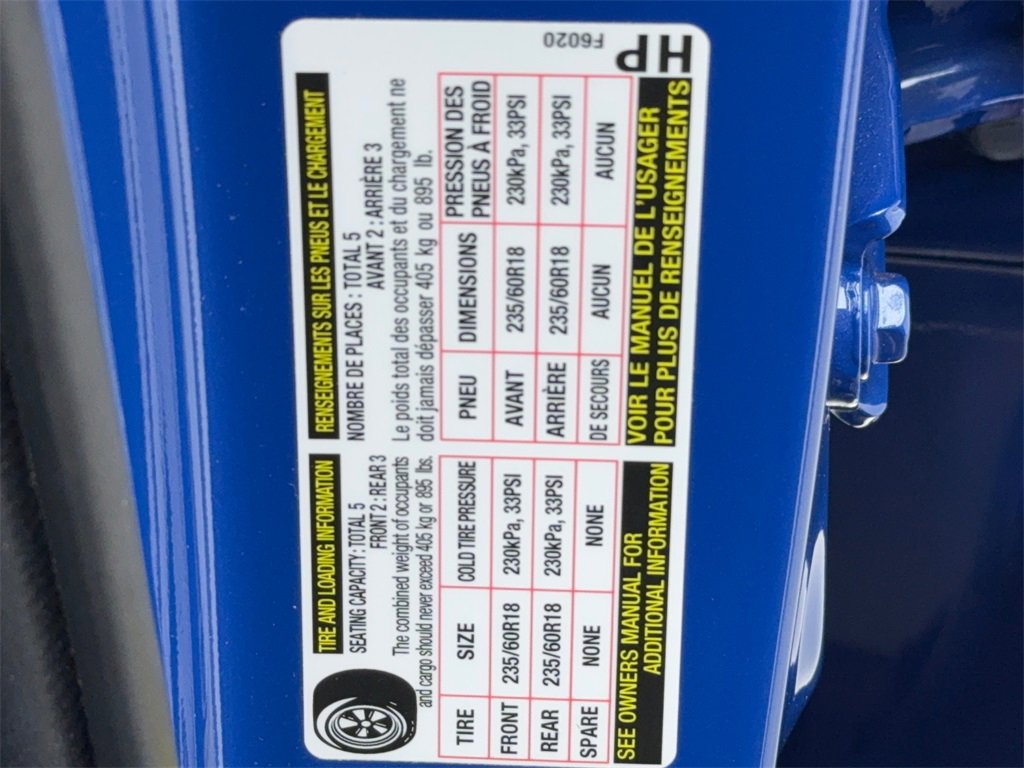 TIRE AND LOADING INFORMATION
SEATING CAPACITY: TOTAL 5
FRONT 2 : REAR 3
The combined weight of occupants
and cargo should never exceed 405 kg or 895 lbs.
TIRE SIZE COLD TIRE PRESSURE
FRONT 235/60R18 230kPa, 33PSI
REAR 235/60R18 230kPa, 33PSI
SPARE NONE NONE
SEE OWNERS MANUAL FOR
ADDITIONAL INFORMATION
RENSEIGNEMENTS SUR LES PNEUS ET LE CHARGEMENT
NOMBRE DE PLACES : TOTAL 5
AVANT 2 : ARRIÈRE 3
Le poids total des occupants et du chargement ne
doit jamais dépasser 405 kg ou 895 lb.
PNEU DIMENSIONS PRESSION DES
PNEUS À FROID
AVANT 235/60R18 230kPa, 33PSI
ARRIÈRE 235/60R18 230kPa, 33PSI
DE SECOURS AUCUN AUCUN
VOIR LE MANUEL DE L'USAGER
POUR PLUS DE RENSEIGNEMENTS
F6020
HP